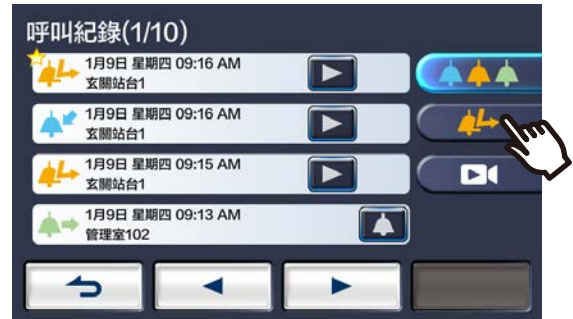 呼叫紀錄(1/10)
1月9日 星期四 09:16 AM
玄關站台1
1月9日 星期四 09:16 AM
玄關站台1
1月9日 星期四 09:15 AM
玄關站台1
1月9日 星期四 09:13 AM
管理室102